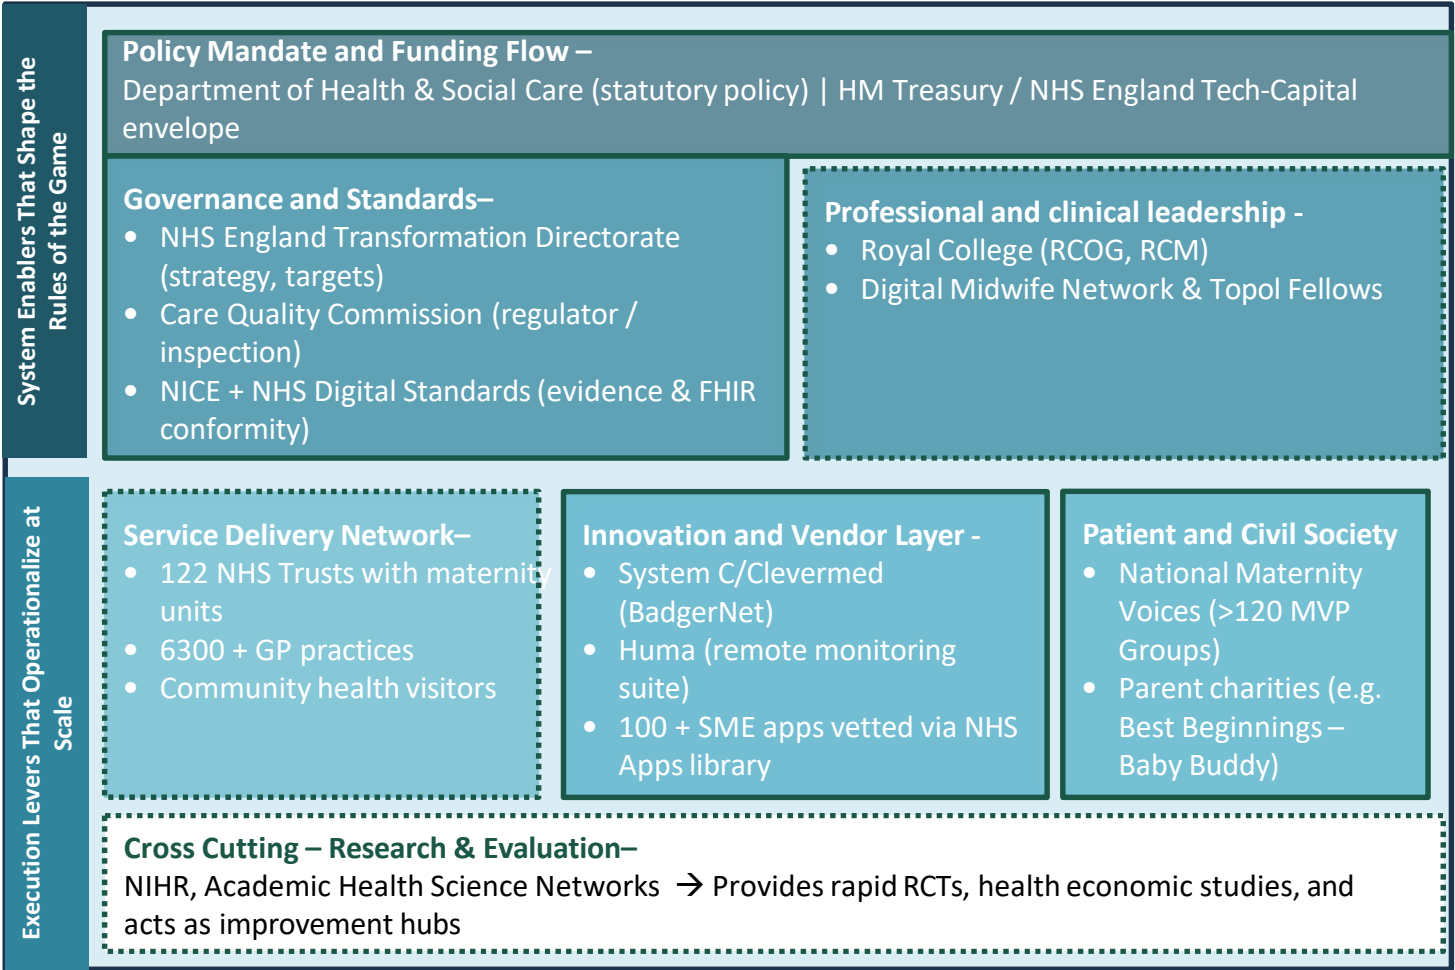 System Enablers That Shape the
Rules of the Game
Policy Mandate and Funding Flow –
Department of Health & Social Care (statutory policy) | HM Treasury / NHS England Tech-Capital
envelope
Governance and Standards–
• NHS England Transformation Directorate
(strategy, targets)
• Care Quality Commission (regulator /
inspection)
• NICE + NHS Digital Standards (evidence & FHIR
conformity)
Professional and clinical leadership -
• Royal College (RCOG, RCM)
• Digital Midwife Network & Topol Fellows
Execution Levers That Operationalize at
Scale
Service Delivery Network–
• 122 NHS Trusts with maternity
units
• 6300 + GP practices
• Community health visitors
Innovation and Vendor Layer -
• System C/Clevermed
(BadgerNet)
• Huma (remote monitoring
suite)
• 100 + SME apps vetted via NHS
Apps library
Patient and Civil Society
• National Maternity
Voices (>120 MVP
Groups)
• Parent charities (e.g.
Best Beginnings –
Baby Buddy)
Cross Cutting – Research & Evaluation–
NIHR, Academic Health Science Networks → Provides rapid RCTs, health economic studies, and
acts as improvement hubs